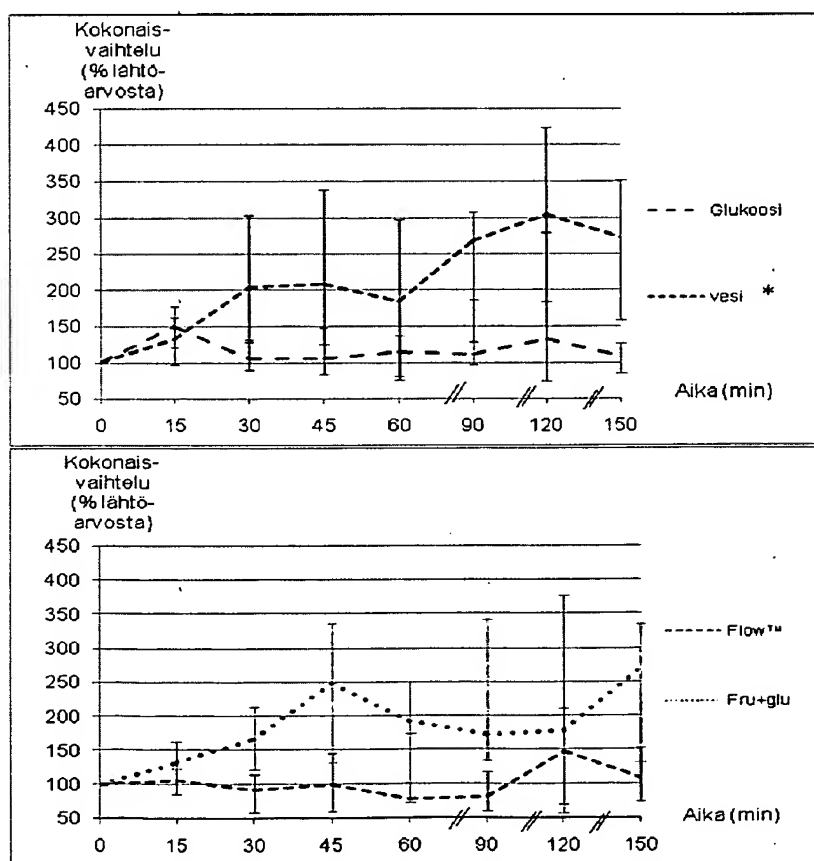 Kokonais-
vaihtelu
(% lähtö-
arvosta)
450
400
350
300
250
200
150
100
50
0 15 30 45 60 90 120 150
Aika (min)
Glukoosi
vesi *
Kokonais-
vaihtelu
(% lähtö-
arvosta)
450
400
350
300
250
200
150
100
50
0 15 30 45 60 90 120 150
Aika (min)
Flow™
Fru+glu